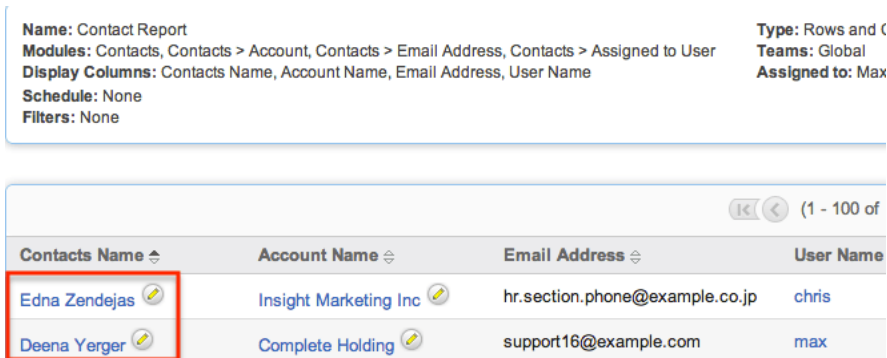 Name: Contact Report
Type: Rows and
Modules: Contacts, Contacts > Account, Contacts > Email Address, Contacts > Assigned to User
Teams: Global
Display Columns: Contacts Name, Account Name, Email Address, User Name
Assigned to: Max
Schedule: None
Filters: None
(1 - 100 of
Contacts Name Account Name Email Address User Name
Edna Zendejas Insight Marketing Inc hr.section.phone@example.co.jp chris
Deena Yerger Complete Holding support16@example.com max